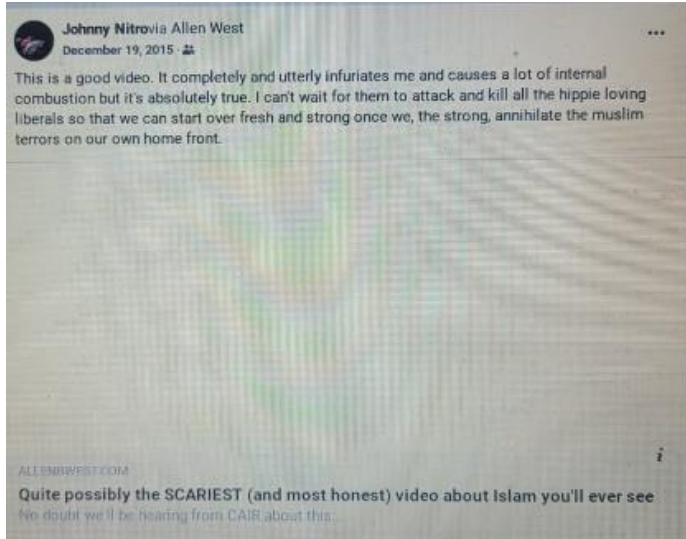 Johnny Nitrovia Allen West
December 19, 2015
This is a good video. It completely and utterly infuriates me and causes a lot of internal
combustion but it's absolutely true. I can't wait for them to attack and kill all the hippie loving
liberals so that we can start over fresh and strong once we, the strong, annihilate the muslim
terrors on our own home front.
i
ALLENBWEST.COM
Quite possibly the SCARIEST (and most honest) video about Islam you'll ever see
No doubt we'll be hearing from CAIR about this...